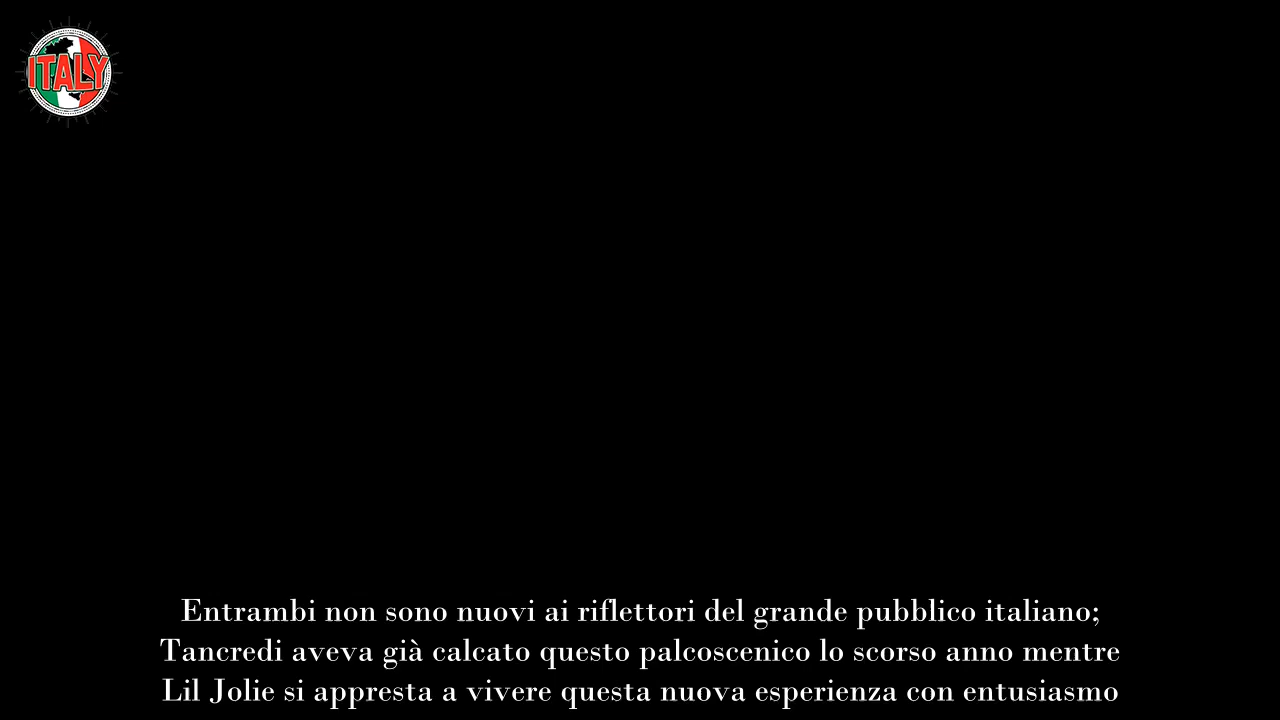 ITALY
Entrambi non sono nuovi ai riflettori del grande pubblico italiano;
Tancredi aveva già calcato questo palcoscenico lo scorso anno mentre
Lil Jolie si appresta a vivere questa nuova esperienza con entusiasmo